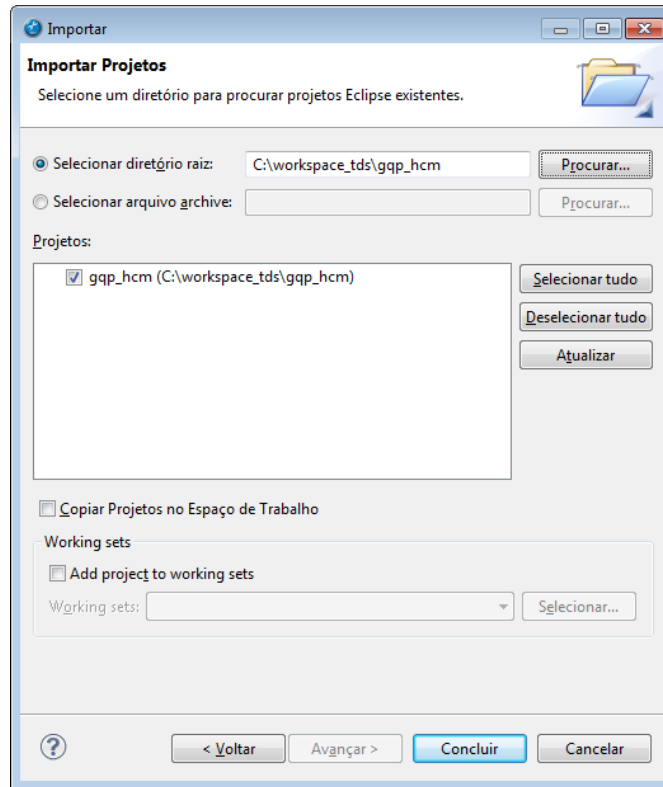 Importar
Importar Projetos
Selecione um diretório para procurar projetos Eclipse existentes.
Selecionar diretório raiz: C:\workspace_tds\gqp_hcm Procurar...
Selecionar arquivo archive: Procurar...
Projetos:
gqp_hcm (C:\workspace_tds\gqp_hcm)
Selecionar tudo
Deselecionar tudo
Atualizar
Copiar Projetos no Espaço de Trabalho
Working sets
Add project to working sets
Working sets: Selecionar...
? < Voltar Avançar > Concluir Cancelar